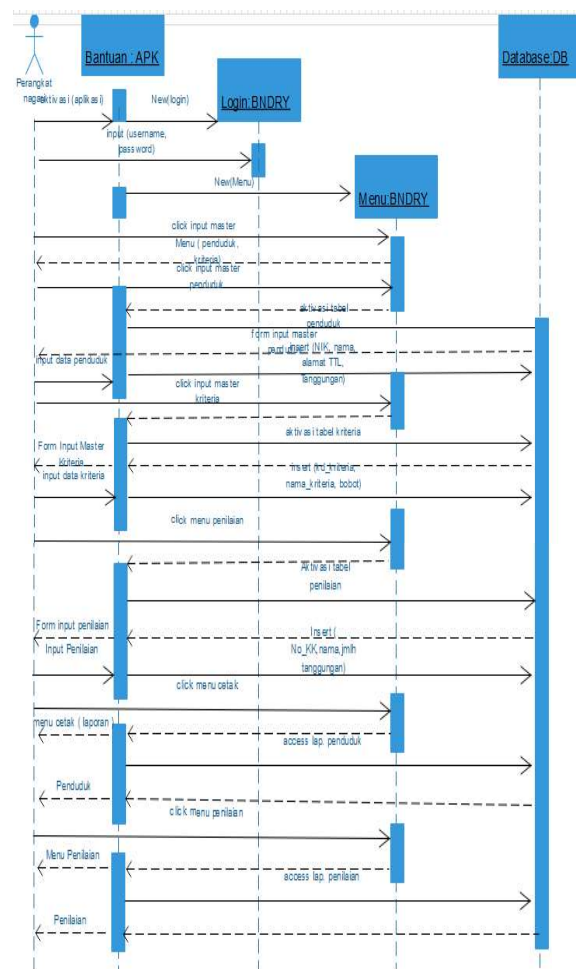 Bantuan : APK
Database:DB
Perangkat
nagari
aktivasi (aplikasi)
New(login)
Login:BNDRY
input (username,
password)
New(Menu)
Menu:BNDRY
click input master
Menu ( penduduk,
kriteria)
click input master
penduduk
aktivasi tabel
penduduk
form input master
penduduk
insert (NIK, nama,
alamat TTL,
Tanggungan)
input data penduduk
click input master
kriteria
aktivasi tabel kriteria
Form Input Master
Kriteria
input data kriteria
insert (kd_kriteria,
nama_kriteria, bobot)
click menu penilaian
Aktivasi tabel
penilaian
Form input penilaian
Input Penilaian
Insert (
No_KK,nama,jmlh
tanggungan)
click menu cetak
menu cetak ( laporan )
access lap. penduduk
Penduduk
click menu penilaian
Menu Penilaian
access lap. penilaian
Penilaian